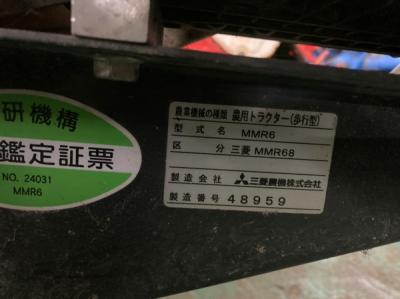 研機構
鑑定証票
NO. 24031
MMR6
農業機械の種類 農用トラクター(歩行型)
型式名 MMR6
区分 三菱 MMR68
製造会社 三菱農機株式会社
製造番号 48959